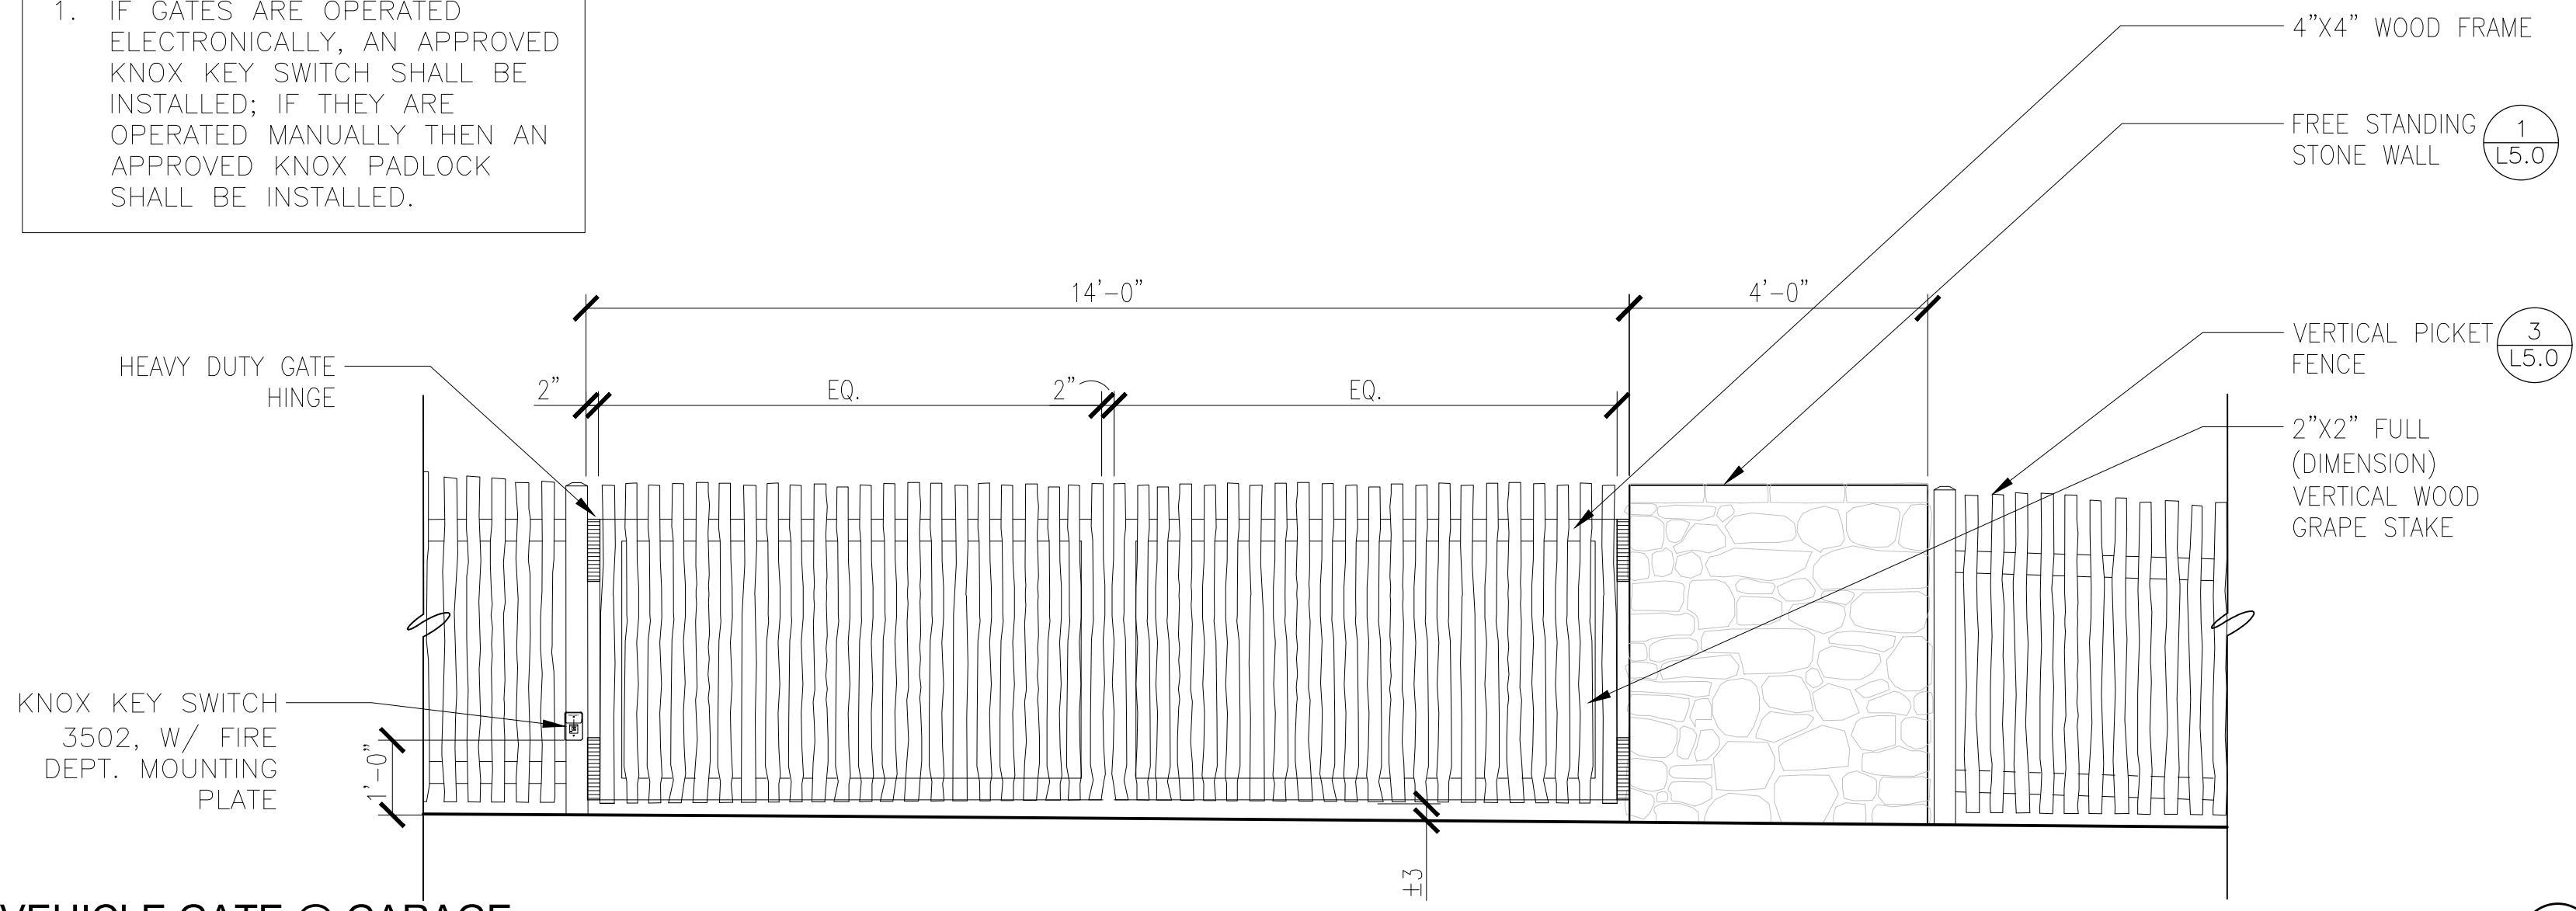 1. IF GATES ARE OPERATED
ELECTRONICALLY, AN APPROVED
KNOX KEY SWITCH SHALL BE
INSTALLED; IF THEY ARE
OPERATED MANUALLY THEN AN
APPROVED KNOX PADLOCK
SHALL BE INSTALLED.
4"X4" WOOD FRAME
FREE STANDING
STONE WALL
1
L5.0
14'-0"
4'-0"
VERTICAL PICKET
FENCE
3
L5.0
HEAVY DUTY GATE
HINGE
2"
EQ.
2"
EQ.
2"X2" FULL
(DIMENSION)
VERTICAL WOOD
GRAPE STAKE
KNOX KEY SWITCH
3502, W/ FIRE
DEPT. MOUNTING
PLATE
1'-0"
±3
VEHICLE GATE @ GARAGE